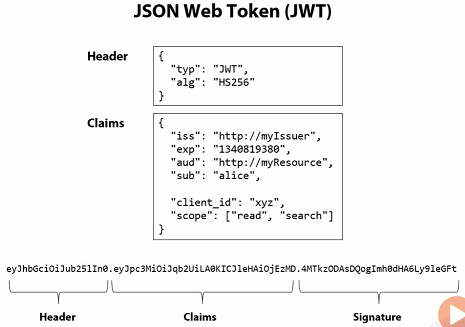 JSON Web Token (JWT)
Header
{
"typ": "JWT",
"alg": "HS256"
}
Claims
{
"iss": "http://myIssuer",
"exp": "1340819380",
"aud": "http://myResource",
"sub": "alice",
"client_id": "xyz",
"scope": ["read", "search"]
}
eyJhbGciOiJub25lIn0.eyJpc3MiOiJqb2UiLA0KICJleHAiOjEzMD.4MTkzODAsDQogImh0dHA6Ly9leGFt
Header Claims Signature